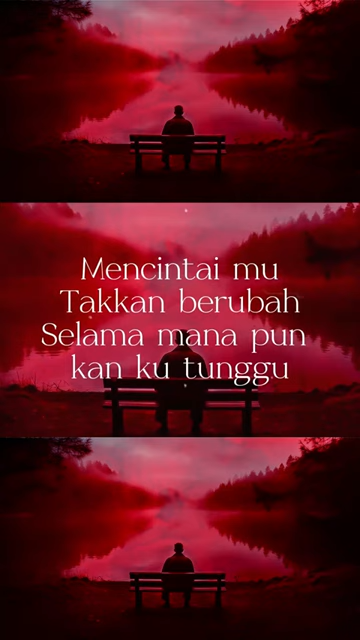 Mencintai mu
Takkan berubah
Selama mana pun
kan ku tunggu